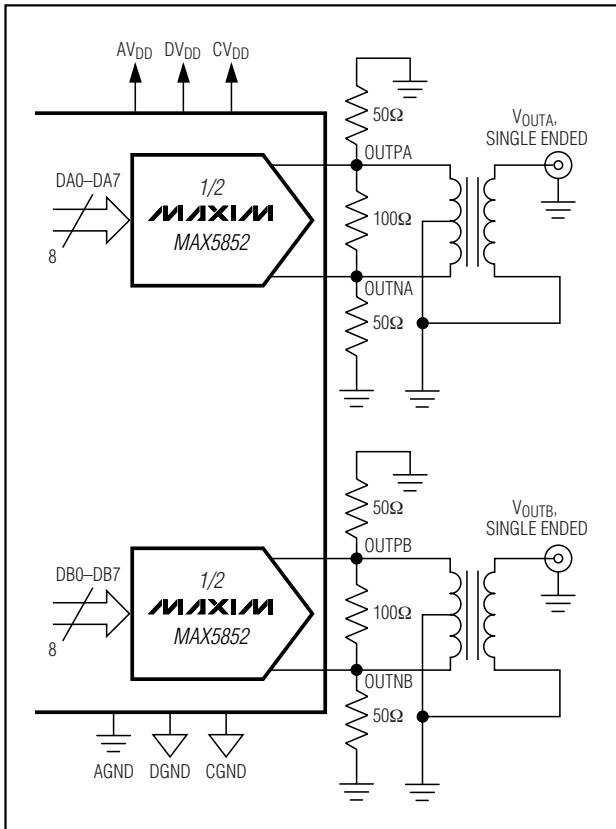 AVDD DVDD CVDD
50Ω
VOUTA,
SINGLE ENDED
OUTPA
DA0–DA7
1/2
MAXIM
MAX5852
8
100Ω
OUTNA
50Ω
50Ω
VOUTB,
SINGLE ENDED
OUTPB
DB0–DB7
1/2
MAXIM
MAX5852
8
100Ω
OUTNB
50Ω
AGND DGND CGND